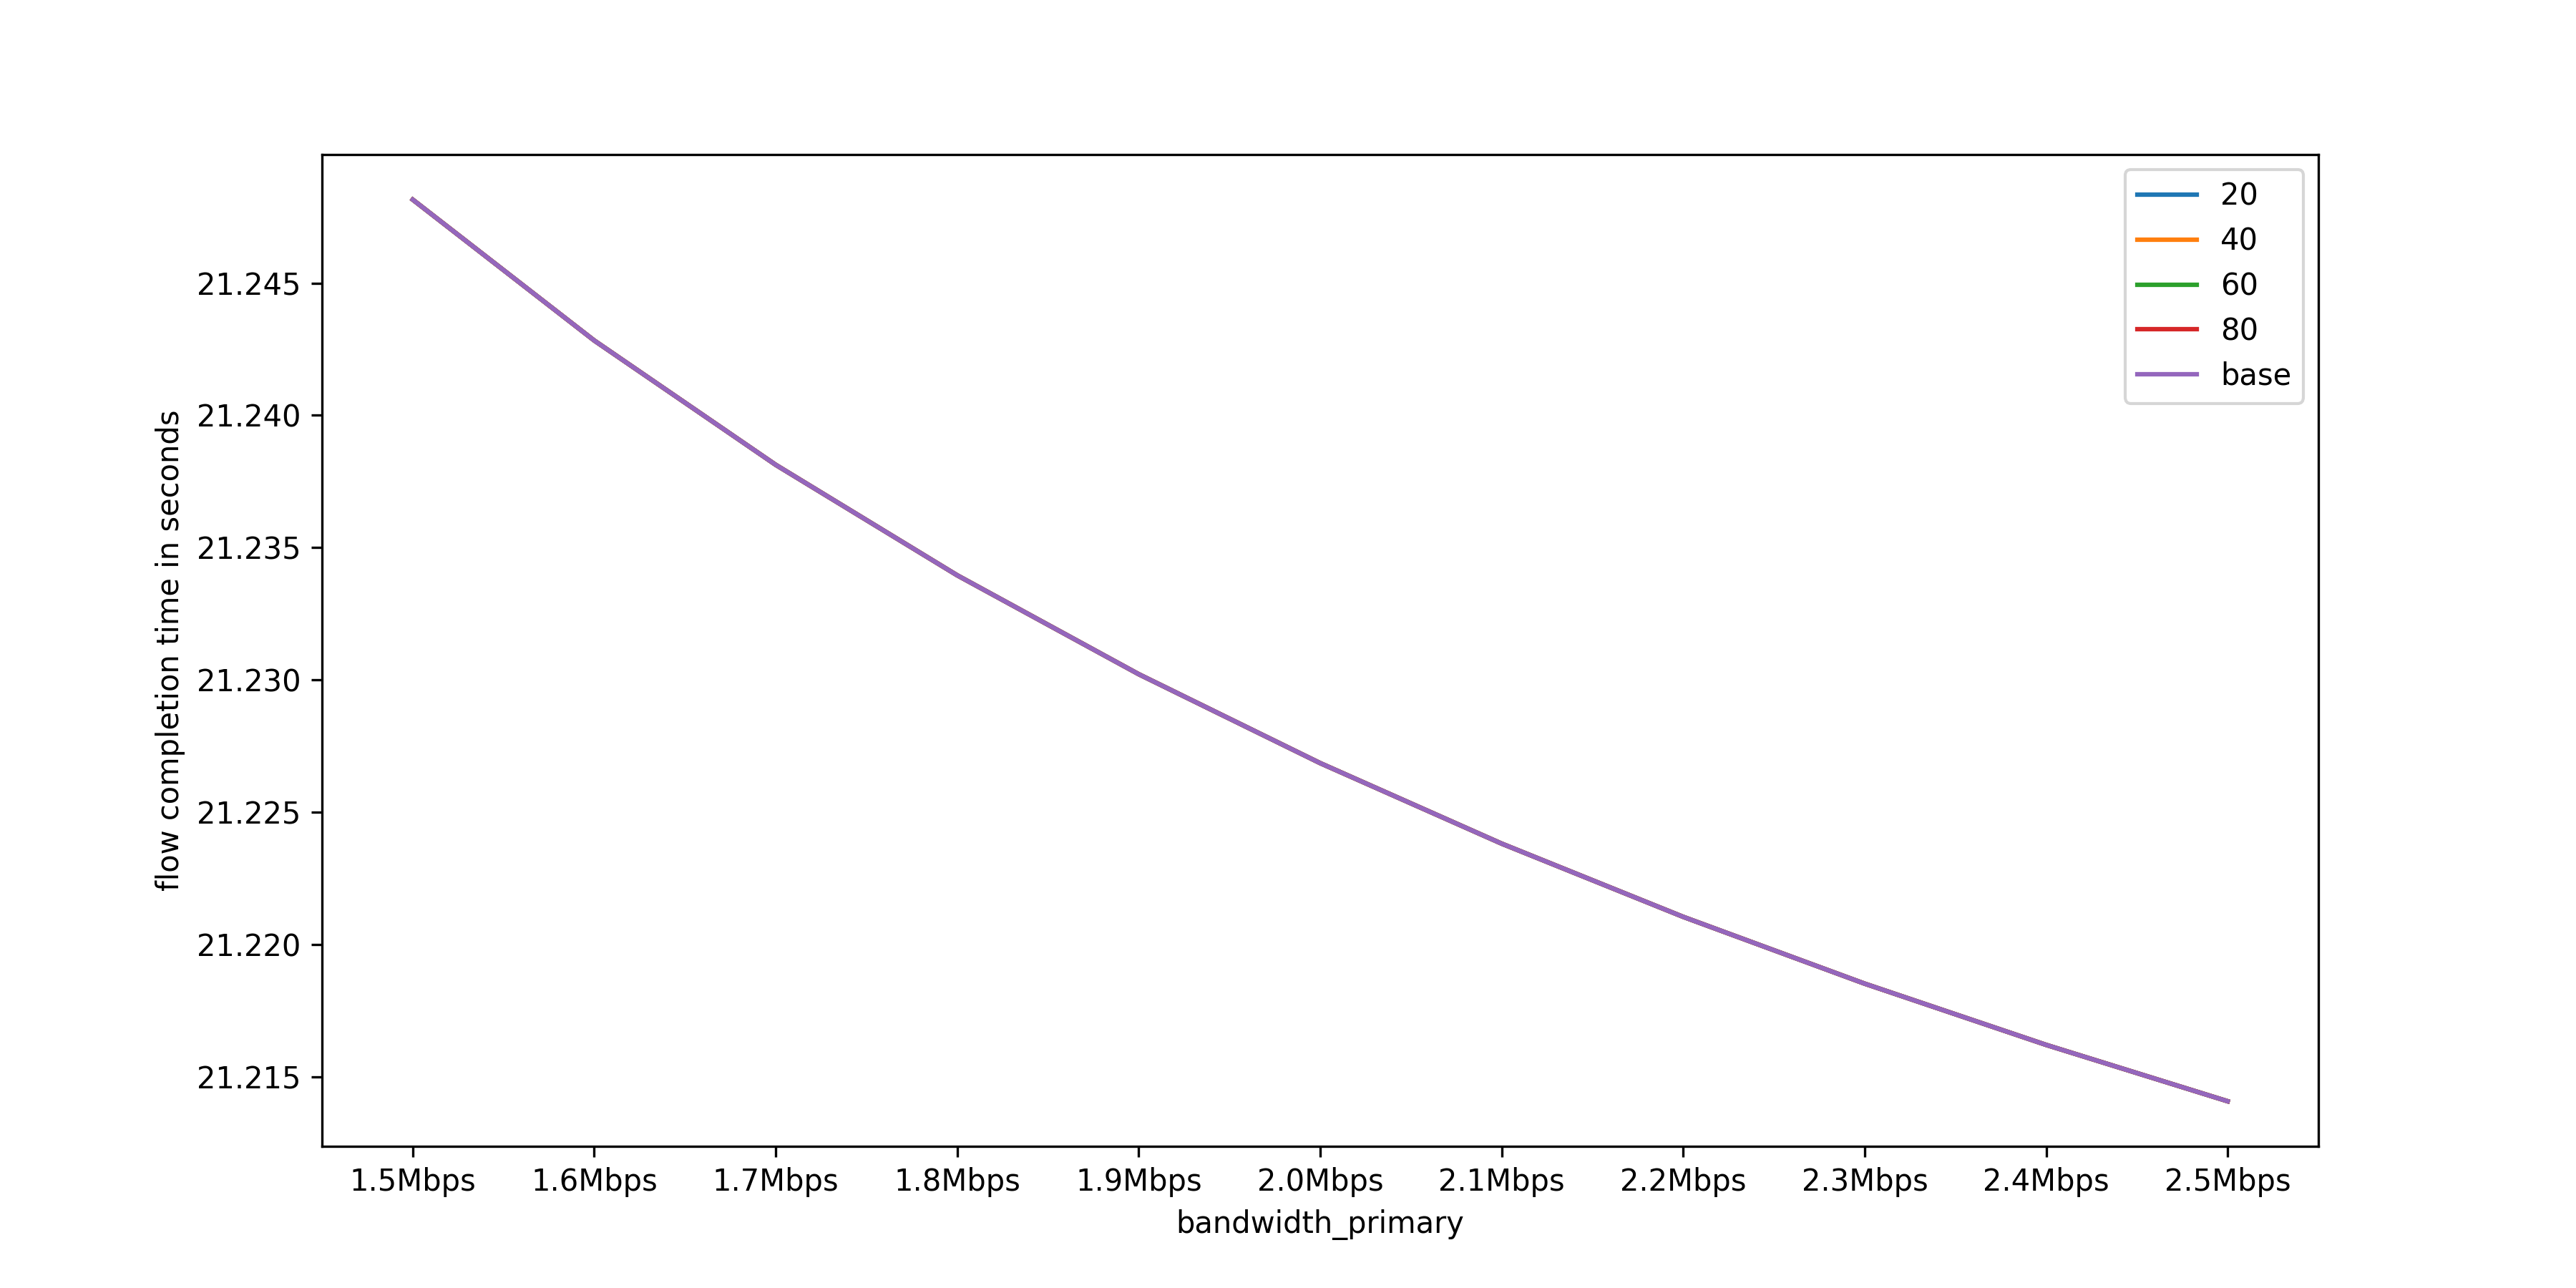 20
40
60
80
base
flow completion time in seconds
21.245
21.240
21.235
21.230
21.225
21.220
21.215
1.5Mbps 1.6Mbps 1.7Mbps 1.8Mbps 1.9Mbps 2.0Mbps 2.1Mbps 2.2Mbps 2.3Mbps 2.4Mbps 2.5Mbps
bandwidth_primary